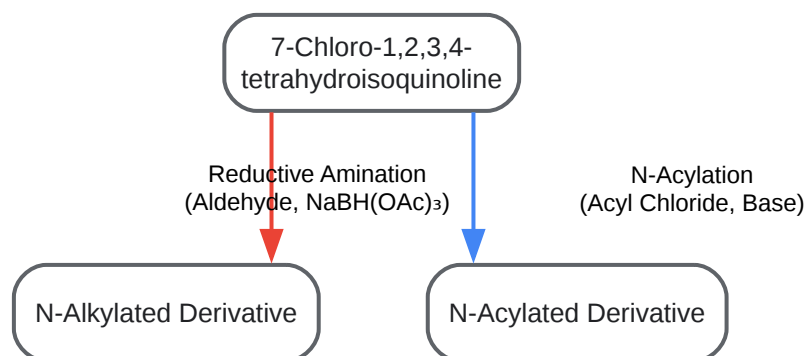 7-Chloro-1,2,3,4-
tetrahydroisoquinoline
Reductive Amination
(Aldehyde, NaBH(OAc)₃)
N-Acylation
(Acyl Chloride, Base)
N-Alkylated Derivative
N-Acylated Derivative